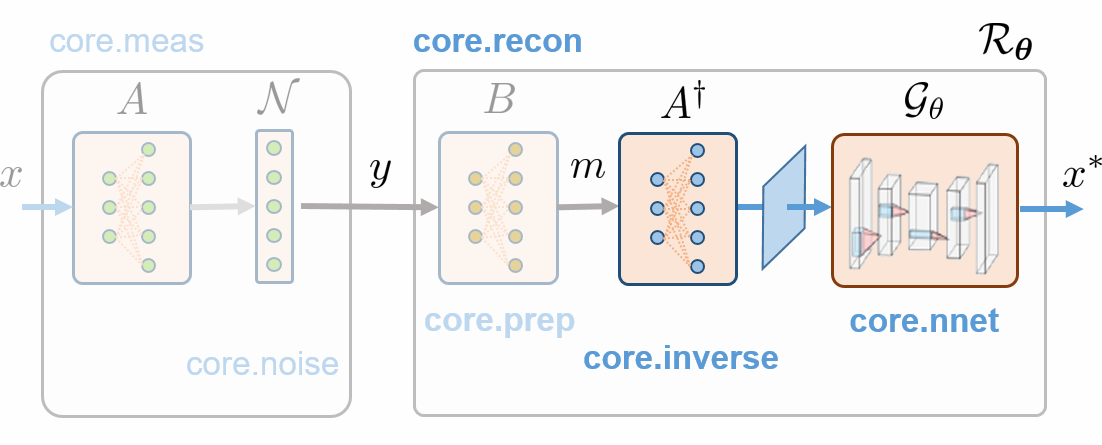 core.meas
core.recon
$\mathcal{R}_{\boldsymbol{\theta}}$
$A$
$\mathcal{N}$
$B$
$A^\dagger$
$\mathcal{G}_\theta$
$x$
$y$
$m$
$x^*$
core.prep
core.nnet
core.inverse
core.noise